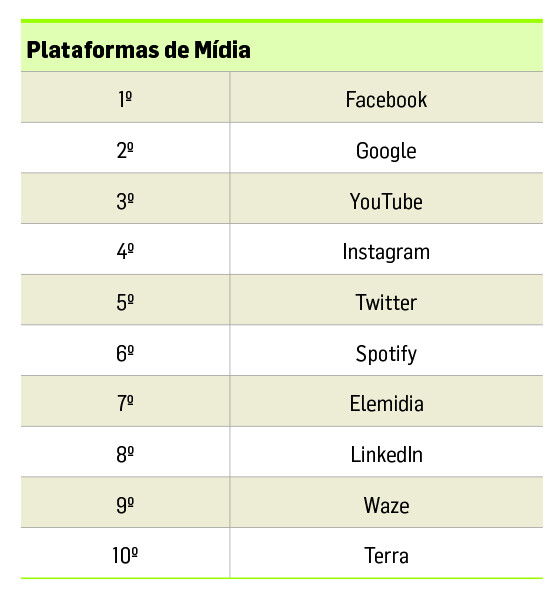 Plataformas de Mídia
1º Facebook
2º Google
3º YouTube
4º Instagram
5º Twitter
6º Spotify
7º Elemidia
8º LinkedIn
9º Waze
10º Terra